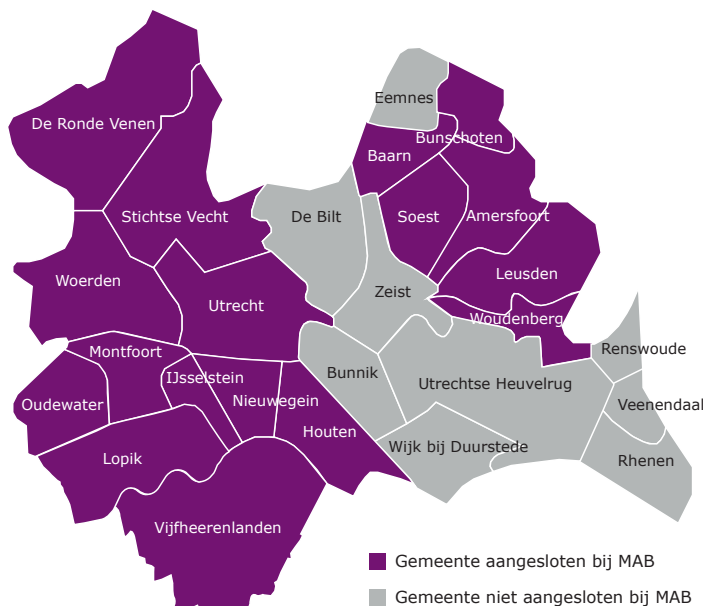 Eemnes
De Ronde Venen
Bunschoten
Baarn
Stichtse Vecht
De Bilt
Soest
Amersfoort
Woerden
Leusden
Utrecht
Zeist
Woudenberg
Montfoort
Renswoude
IJsselstein
Bunnik
Utrechtse Heuvelrug
Oudewater
Nieuwegein
Veenendaal
Houten
Wijk bij Duurstede
Lopik
Rhenen
Vijfheerenlanden
Gemeente aangesloten bij MAB
Gemeente niet aangesloten bij MAB